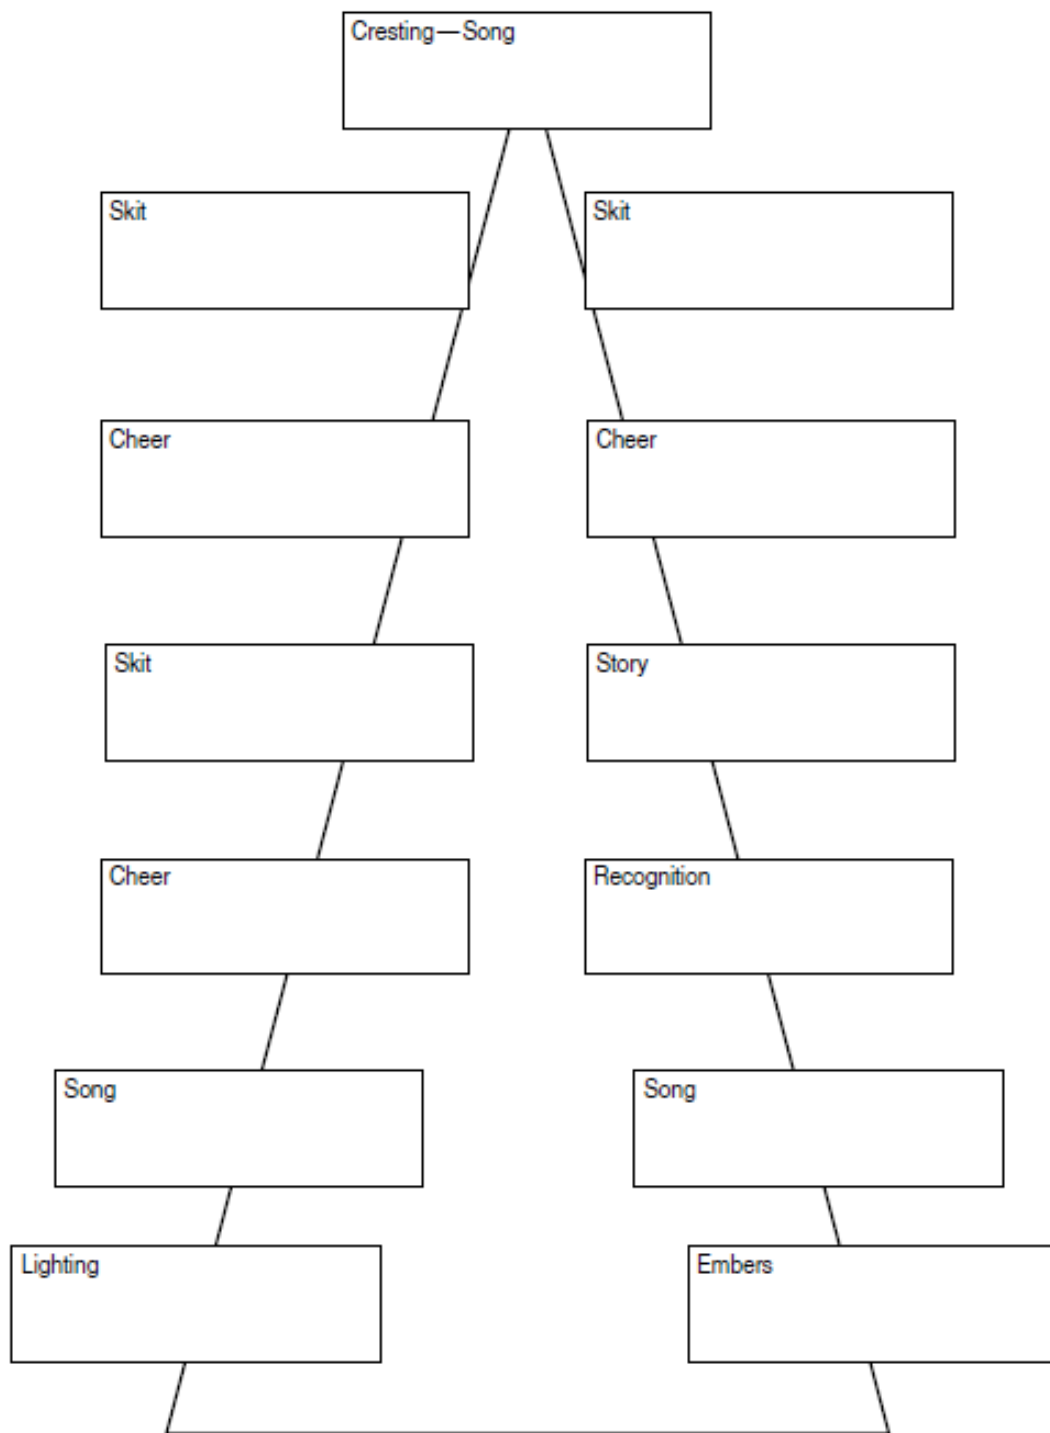 Cresting—Song
Skit
Skit
Cheer
Cheer
Skit
Story
Cheer
Recognition
Song
Song
Lighting
Embers